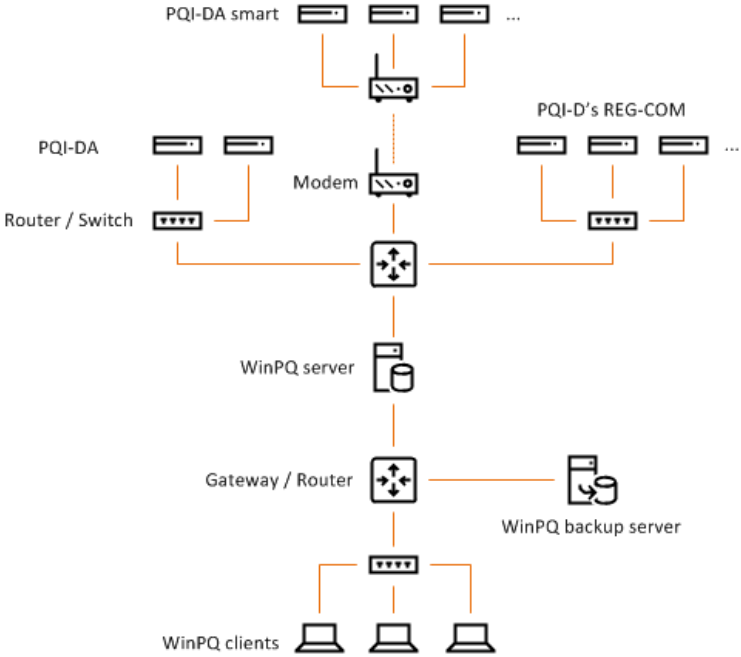 PQI-DA smart
...
PQI-D's REG-COM
PQI-DA
...
Modem
Router / Switch
WinPQ server
Gateway / Router
WinPQ backup server
WinPQ clients